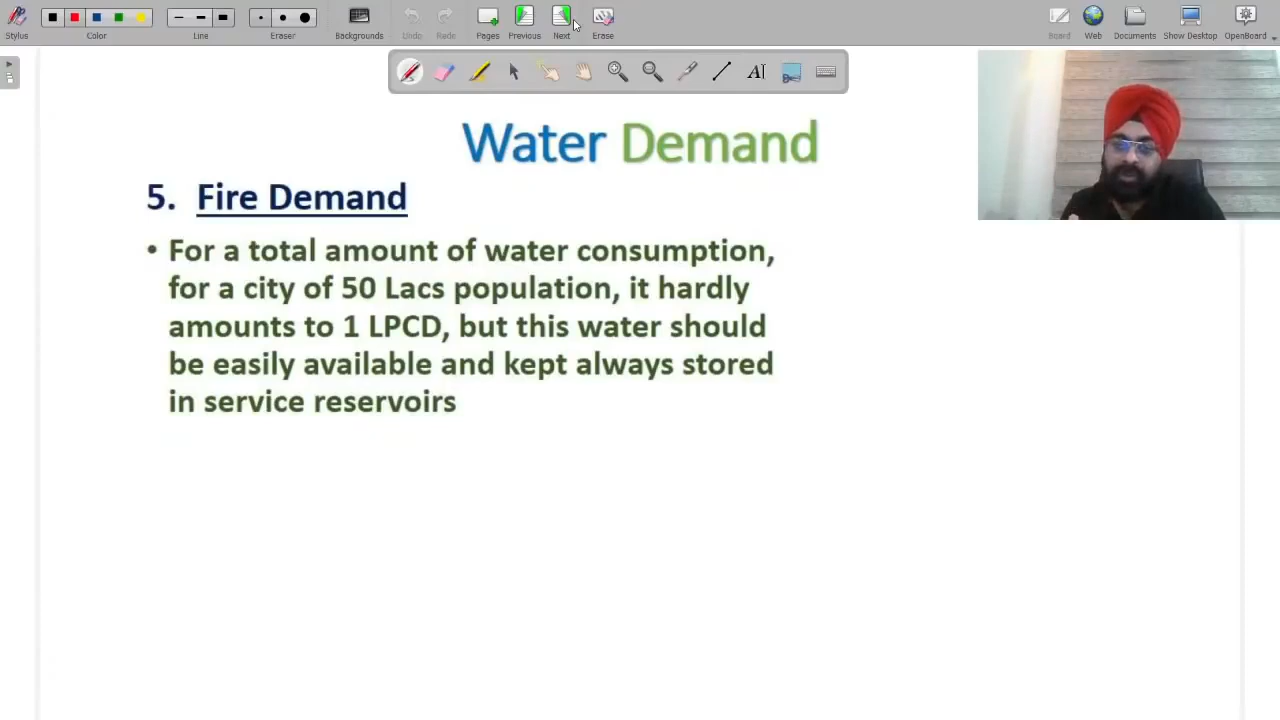 Stylus
Color
Line
Eraser
Backgrounds
Undo
Redo
Pages
Previous
Next
Erase
Board
Web
Documents
Show Desktop
OpenBoard
Water Demand
5. Fire Demand
• For a total amount of water consumption,
for a city of 50 Lacs population, it hardly
amounts to 1 LPCD, but this water should
be easily available and kept always stored
in service reservoirs